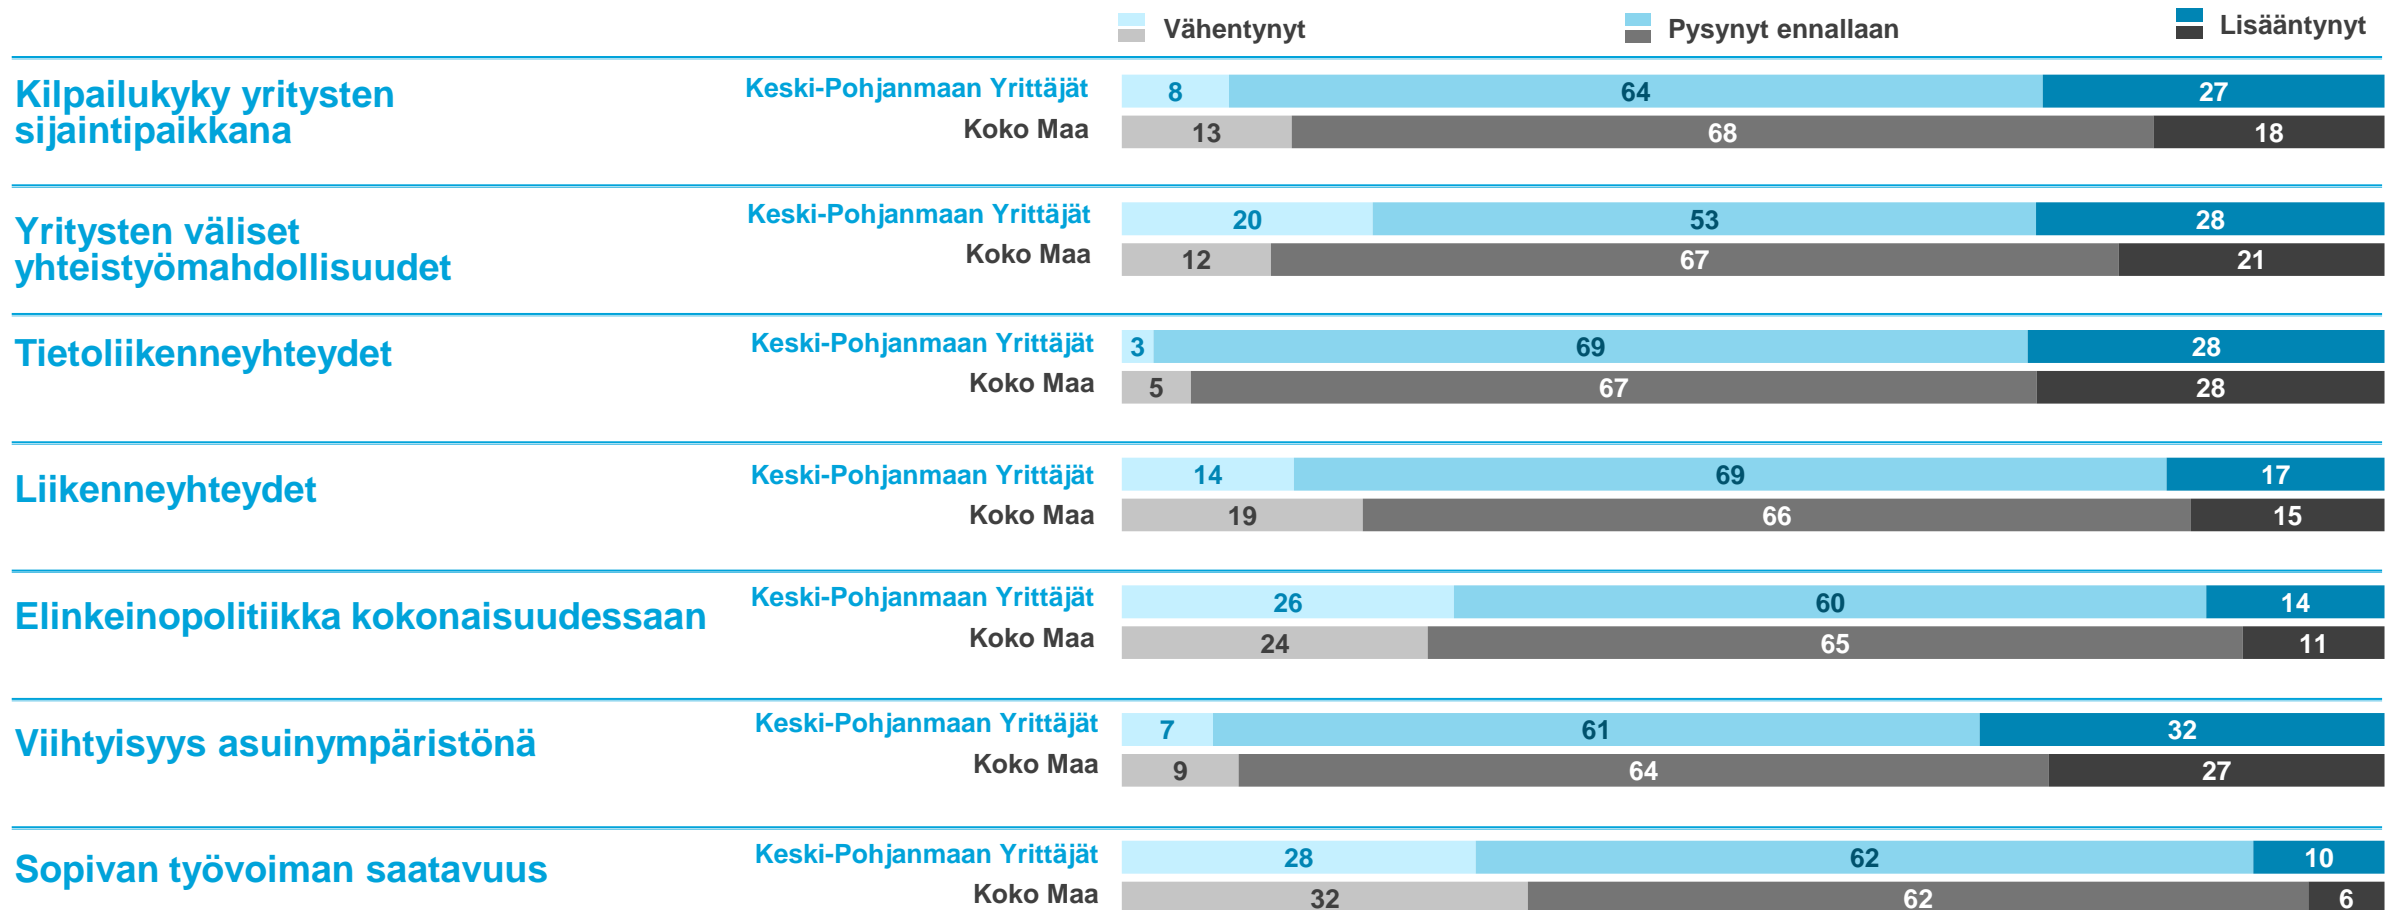 Vähentynyt Pysynyt ennallaan Lisääntynyt
Kilpailukyky yritysten
sijaintipaikkana
Keski-Pohjanmaan Yrittäjät 8 64 27
Koko Maa 13 68 18
Yritysten väliset
yhteistyömahdollisuudet
Keski-Pohjanmaan Yrittäjät 20 53 28
Koko Maa 12 67 21
Tietoliikenneyhteydet
Keski-Pohjanmaan Yrittäjät 3 69 28
Koko Maa 5 67 28
Liikenneyhteydet
Keski-Pohjanmaan Yrittäjät 14 69 17
Koko Maa 19 66 15
Elinkeinopolitiikka kokonaisuudessaan
Keski-Pohjanmaan Yrittäjät 26 60 14
Koko Maa 24 65 11
Viihtyisyys asuinympäristönä
Keski-Pohjanmaan Yrittäjät 7 61 32
Koko Maa 9 64 27
Sopivan työvoiman saatavuus
Keski-Pohjanmaan Yrittäjät 28 62 10
Koko Maa 32 62 6